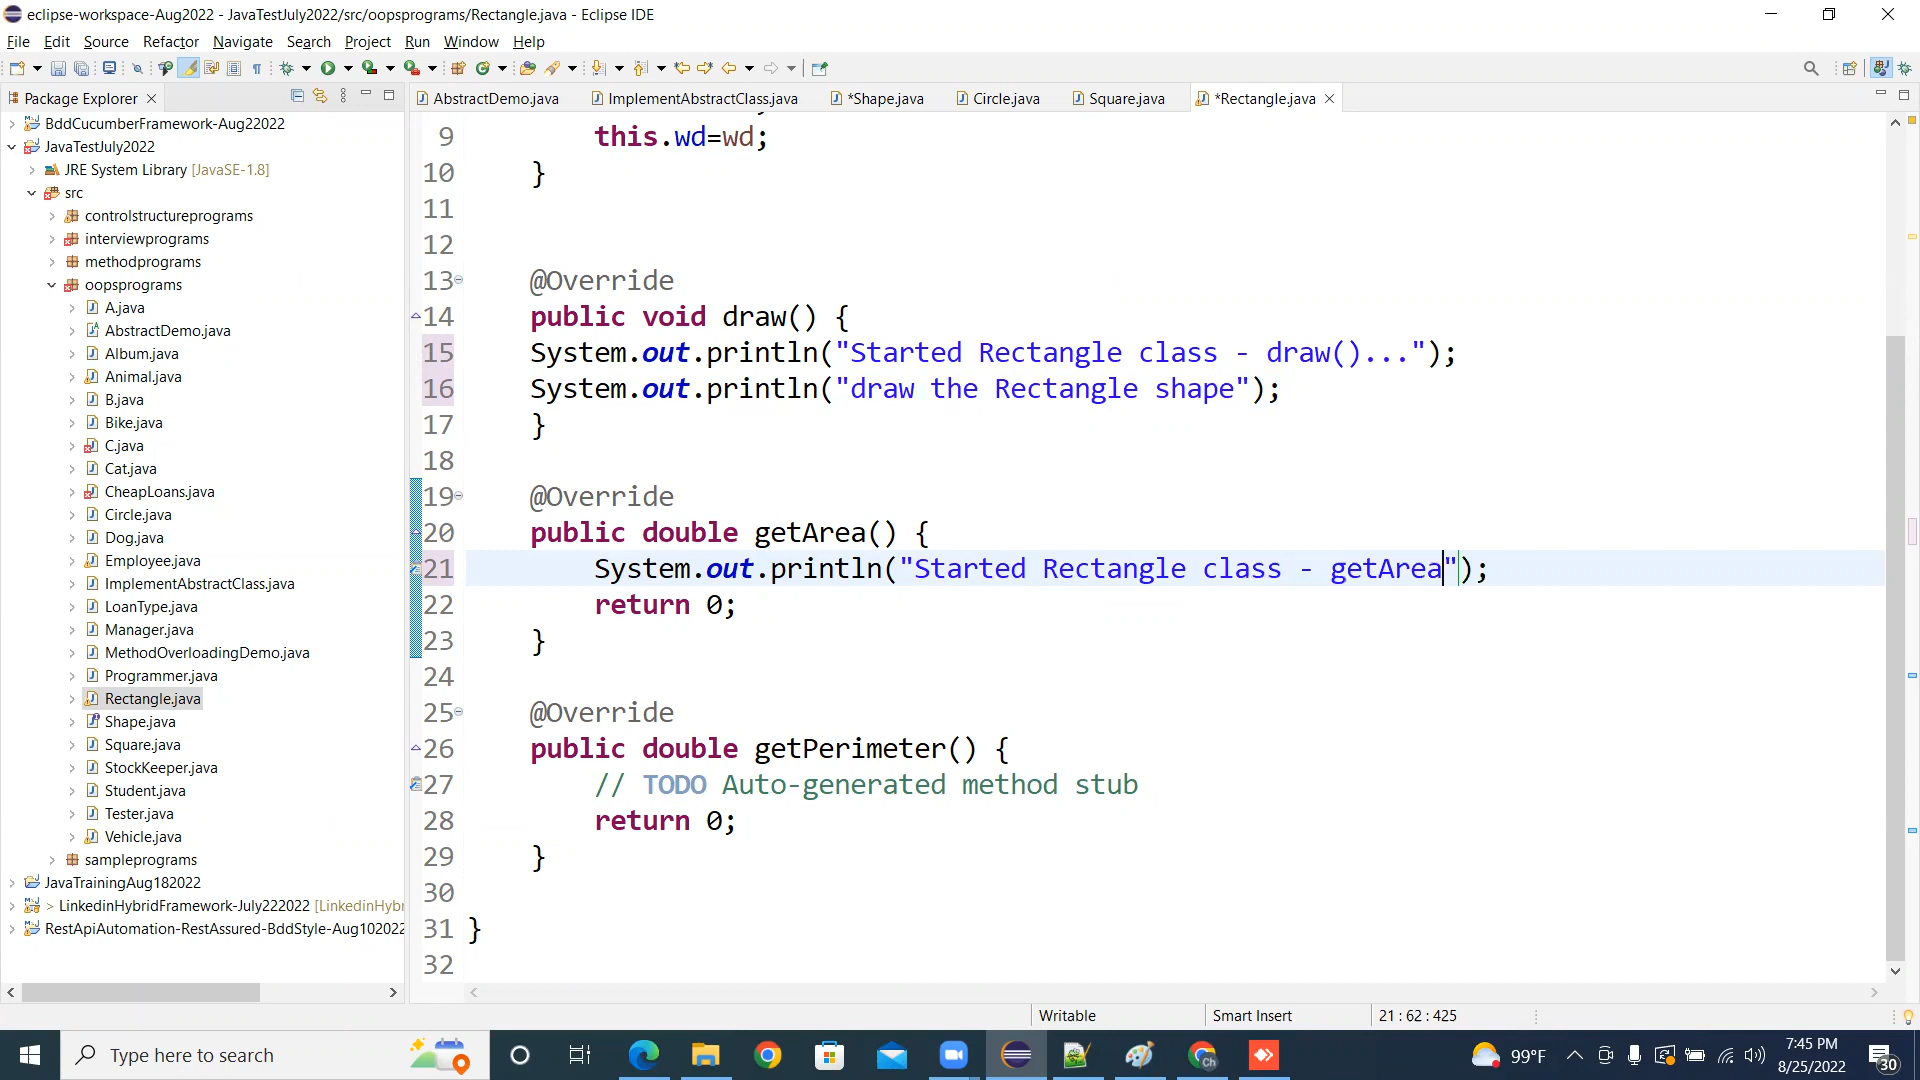 eclipse-workspace-Aug2022 - JavaTestJuly2022/src/oopsprograms/Rectangle.java - Eclipse IDE
File Edit Source Refactor Navigate Search Project Run Window Help
Package Explorer
AbstractDemo.java ImplementAbstractClass.java *Shape.java Circle.java Square.java *Rectangle.java
BddCucumberFramework-Aug22022
JavaTestJuly2022
JRE System Library [JavaSE-1.8]
src
controlstructureprograms
interviewprograms
methodprograms
oopsprograms
A.java
AbstractDemo.java
Album.java
Animal.java
B.java
Bike.java
C.java
Cat.java
CheapLoans.java
Circle.java
Dog.java
Employee.java
ImplementAbstractClass.java
LoanType.java
Manager.java
MethodOverloadingDemo.java
Programmer.java
Rectangle.java
Shape.java
Square.java
StockKeeper.java
Student.java
Tester.java
Vehicle.java
sampleprograms
JavaTrainingAug182022
> LinkedinHybridFramework-July222022 [LinkedinHybr
RestApiAutomation-RestAssured-BddStyle-Aug102022
9 this.wd=wd;
10 }
11
12
13 @Override
14 public void draw() {
15 System.out.println("Started Rectangle class - draw()...");
16 System.out.println("draw the Rectangle shape");
17 }
18
19 @Override
20 public double getArea() {
21 System.out.println("Started Rectangle class - getArea");
22 return 0;
23 }
24
25 @Override
26 public double getPerimeter() {
27 // TODO Auto-generated method stub
28 return 0;
29 }
30
31 }
32
Writable Smart Insert 21 : 62 : 425
Type here to search
99°F
7:45 PM
8/25/2022
30